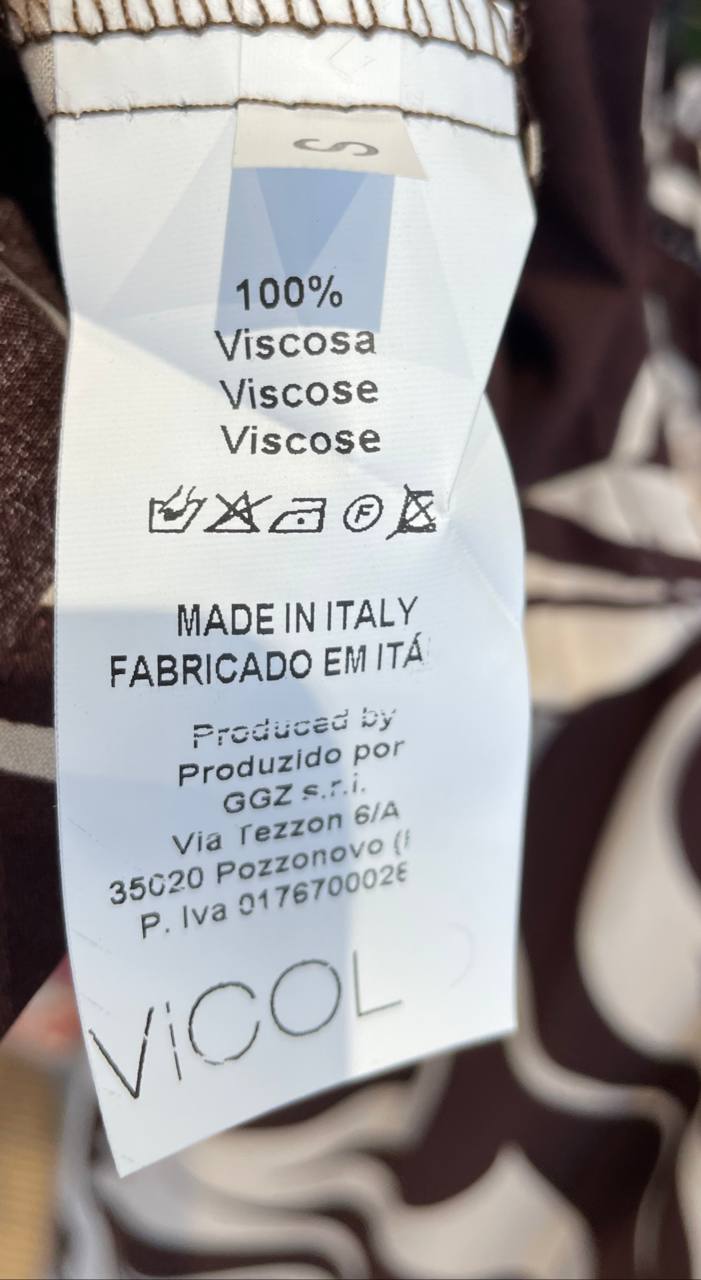 S
100%
Viscosa
Viscose
Viscose
F
MADE IN ITALY
FABRICADO EM ITÁ
Produced by
Produzido por
GGZ s.r.i.
Via Tezzon 6/A
35020 Pozzonovo (
P. Iva 017670002
ViCOL